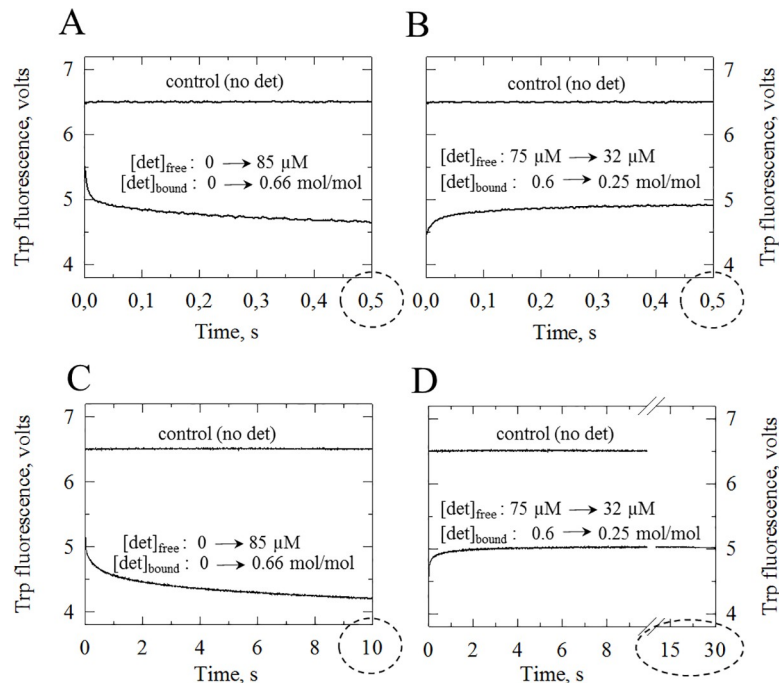 A
Trp fluorescence, volts
7
6
5
4
control (no det)
[det]free : 0 → 85 µM
[det]bound : 0 → 0.66 mol/mol
0,0 0,1 0,2 0,3 0,4 0,5
Time, s
B
control (no det)
[det]free : 75 µM → 32 µM
[det]bound : 0.6 → 0.25 mol/mol
7
6
5
4
Trp fluorescence, volts
0,0 0,1 0,2 0,3 0,4 0,5
Time, s
C
Trp fluorescence, volts
7
6
5
4
control (no det)
[det]free : 0 → 85 µM
[det]bound : 0 → 0.66 mol/mol
0 2 4 6 8 10
Time, s
D
control (no det)
[det]free : 75 µM → 32 µM
[det]bound : 0.6 → 0.25 mol/mol
7
6
5
4
Trp fluorescence, volts
0 2 4 6 8 15 30
Time, s